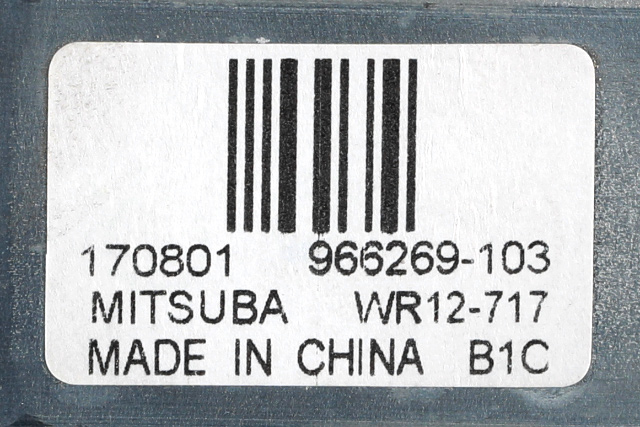 170801 966269-103
MITSUBA WR12-717
MADE IN CHINA B1C